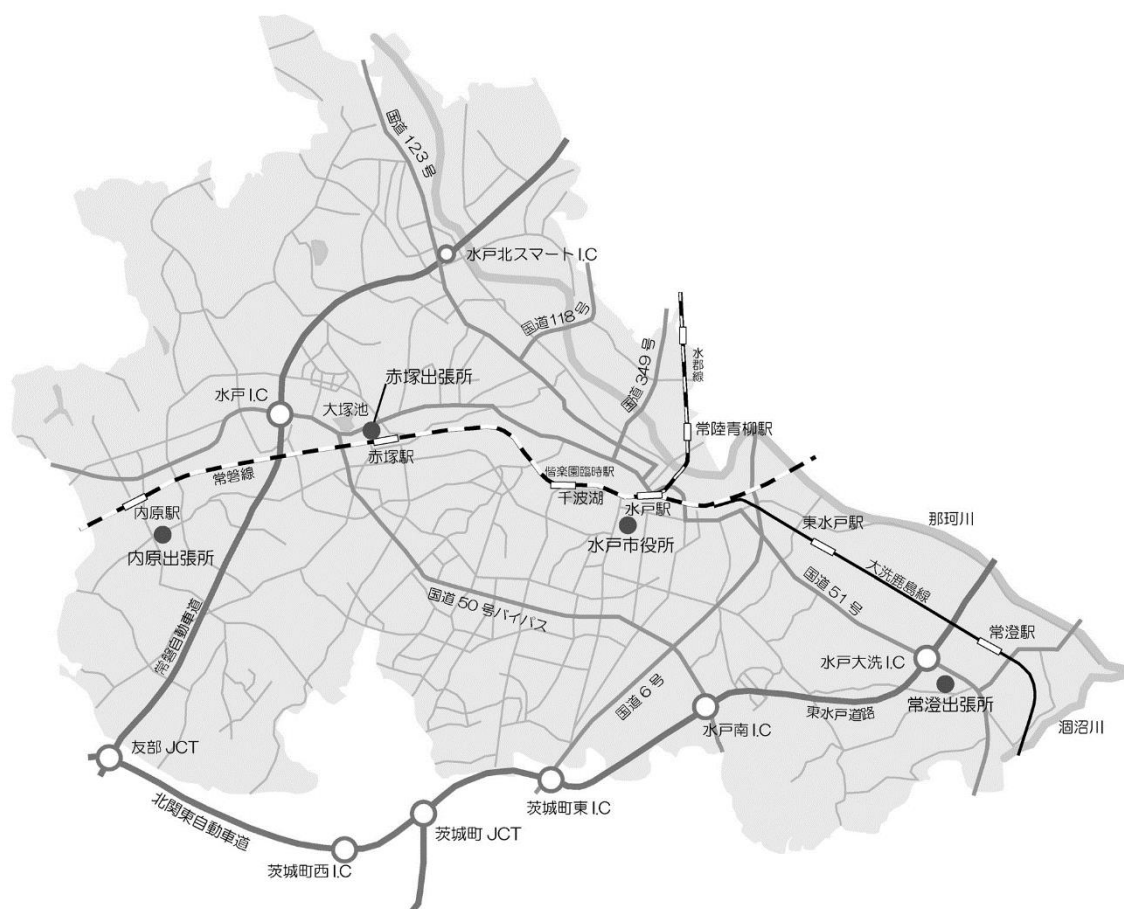 国道123号
水戸北スマートI.C
国道118号
国道349号
水郡線
赤塚出張所
水戸I.C
大塚池
赤塚駅
常陸青柳駅
常磐線
偕楽園臨時駅
千波湖
水戸駅
内原駅
内原出張所
水戸市役所
東水戸駅
那珂川
大洗鹿島線
国道51号
国道50号バイパス
常澄駅
常磐自動車道
水戸大洗I.C
常澄出張所
国道6号
東水戸道路
水戸南I.C
涸沼川
友部JCT
茨城町東I.C
北関東自動車道
茨城町JCT
茨城町西I.C